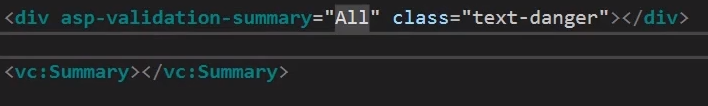 <div asp-validation-summary="All" class="text-danger"></div>
<vc:Summary></vc:Summary>